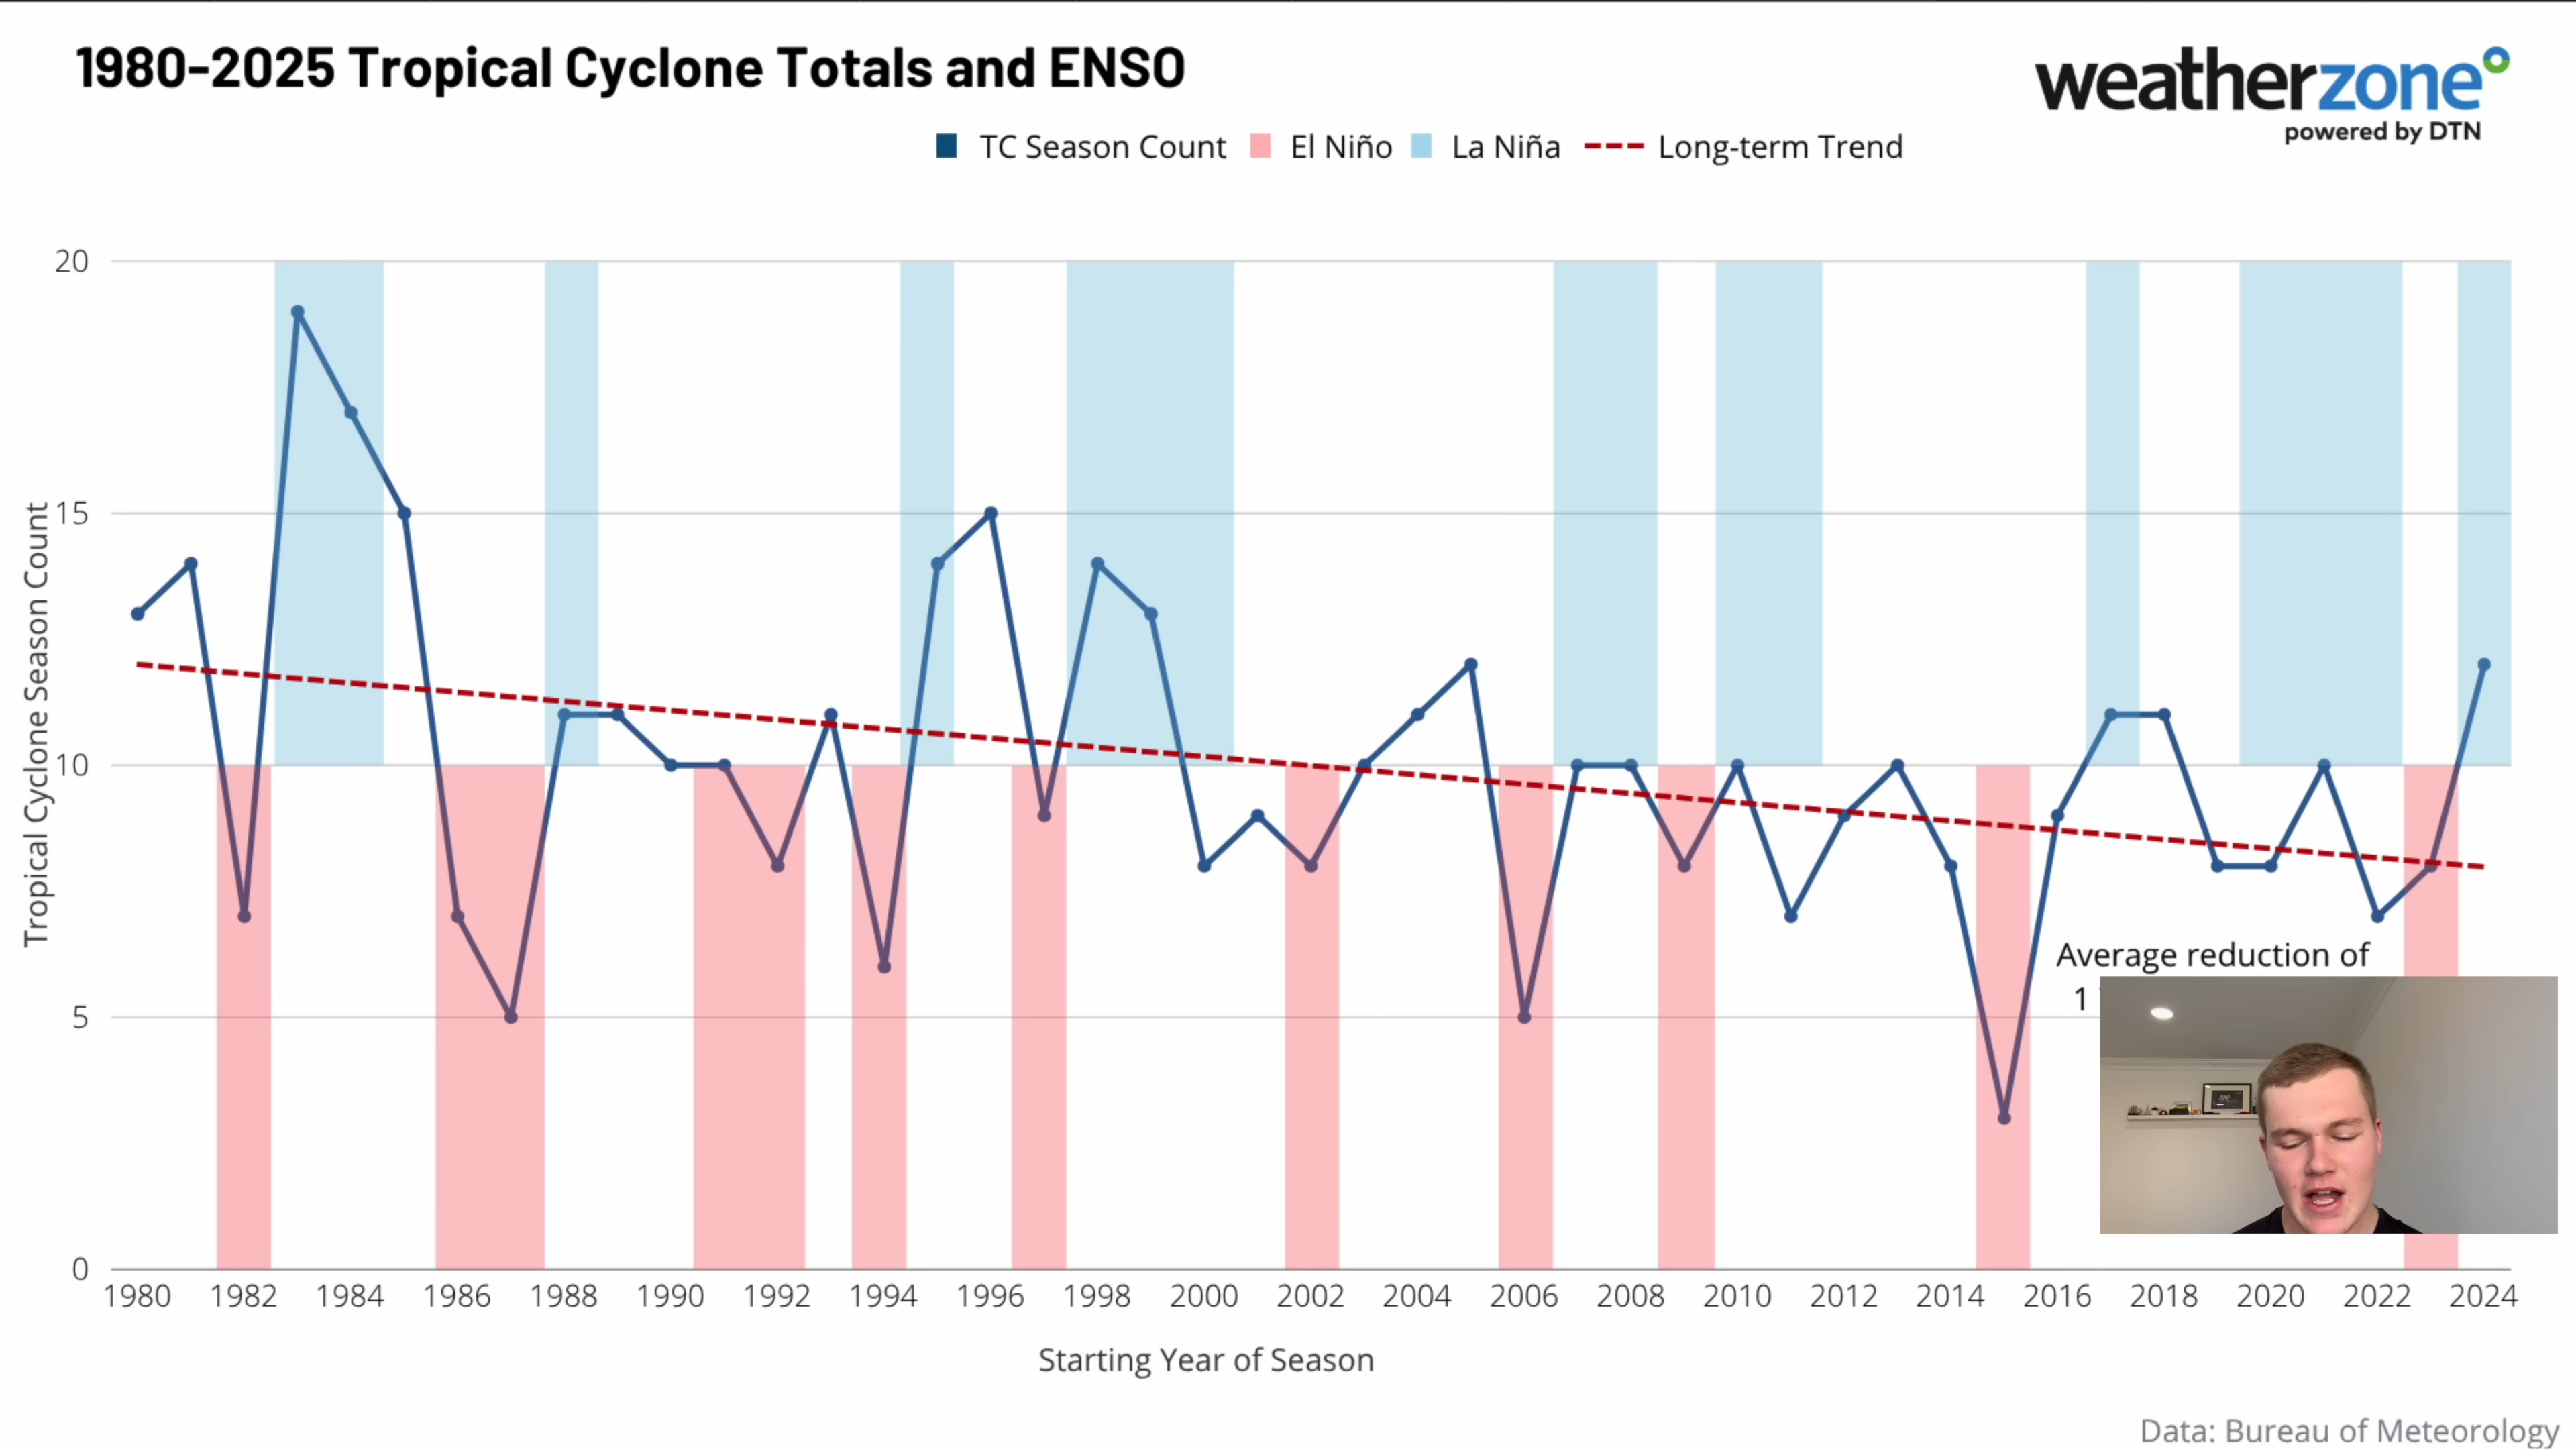 1980-2025 Tropical Cyclone Totals and ENSO
weatherzone°
powered by DTN
TC Season Count El Niño La Niña Long-term Trend
Tropical Cyclone Season Count
20
15
10
5
0
Average reduction of
1
1980 1982 1984 1986 1988 1990 1992 1994 1996 1998 2000 2002 2004 2006 2008 2010 2012 2014 2016 2018 2020 2022 2024
Starting Year of Season
Data: Bureau of Meteorology